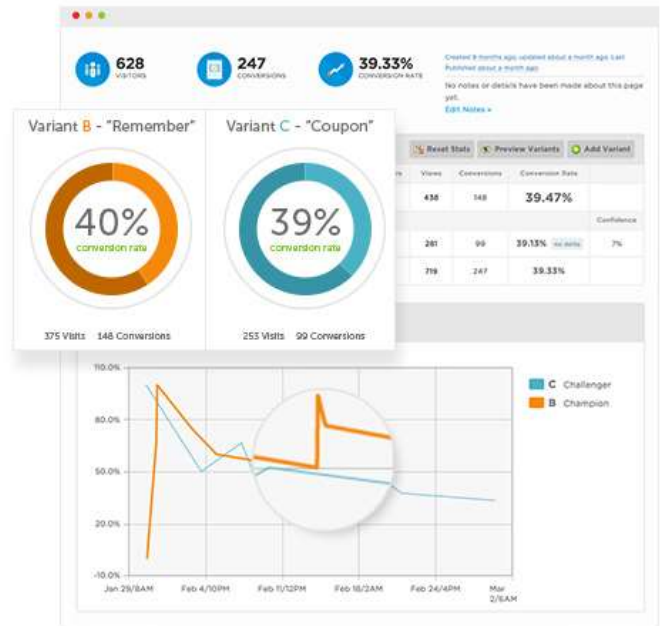 628
VISITORS
247
CONVERSIONS
39.33%
CONVERSION RATE
Created 9 months ago, updated about a month ago. Last
Published about a month ago
No notes or details have been made about this page
yet.
Edit Notes »
Variant B - "Remember"
40%
conversion rate
375 Visits 148 Conversions
Variant C - "Coupon"
39%
conversion rate
253 Visits 99 Conversions
Reset Stats Preview Variants Add Variant
Views Conversions Conversion Rate
438 148 39.47%
Confidence
281 99 39.13% 7%
719 247 39.33%
110.0%
80.0%
50.0%
20.0%
-10.0%
Jan 29/8AM Feb 4/10PM Feb 11/12PM Feb 18/2AM Feb 24/4PM Mar
2/6AM
C Challenger
B Champion